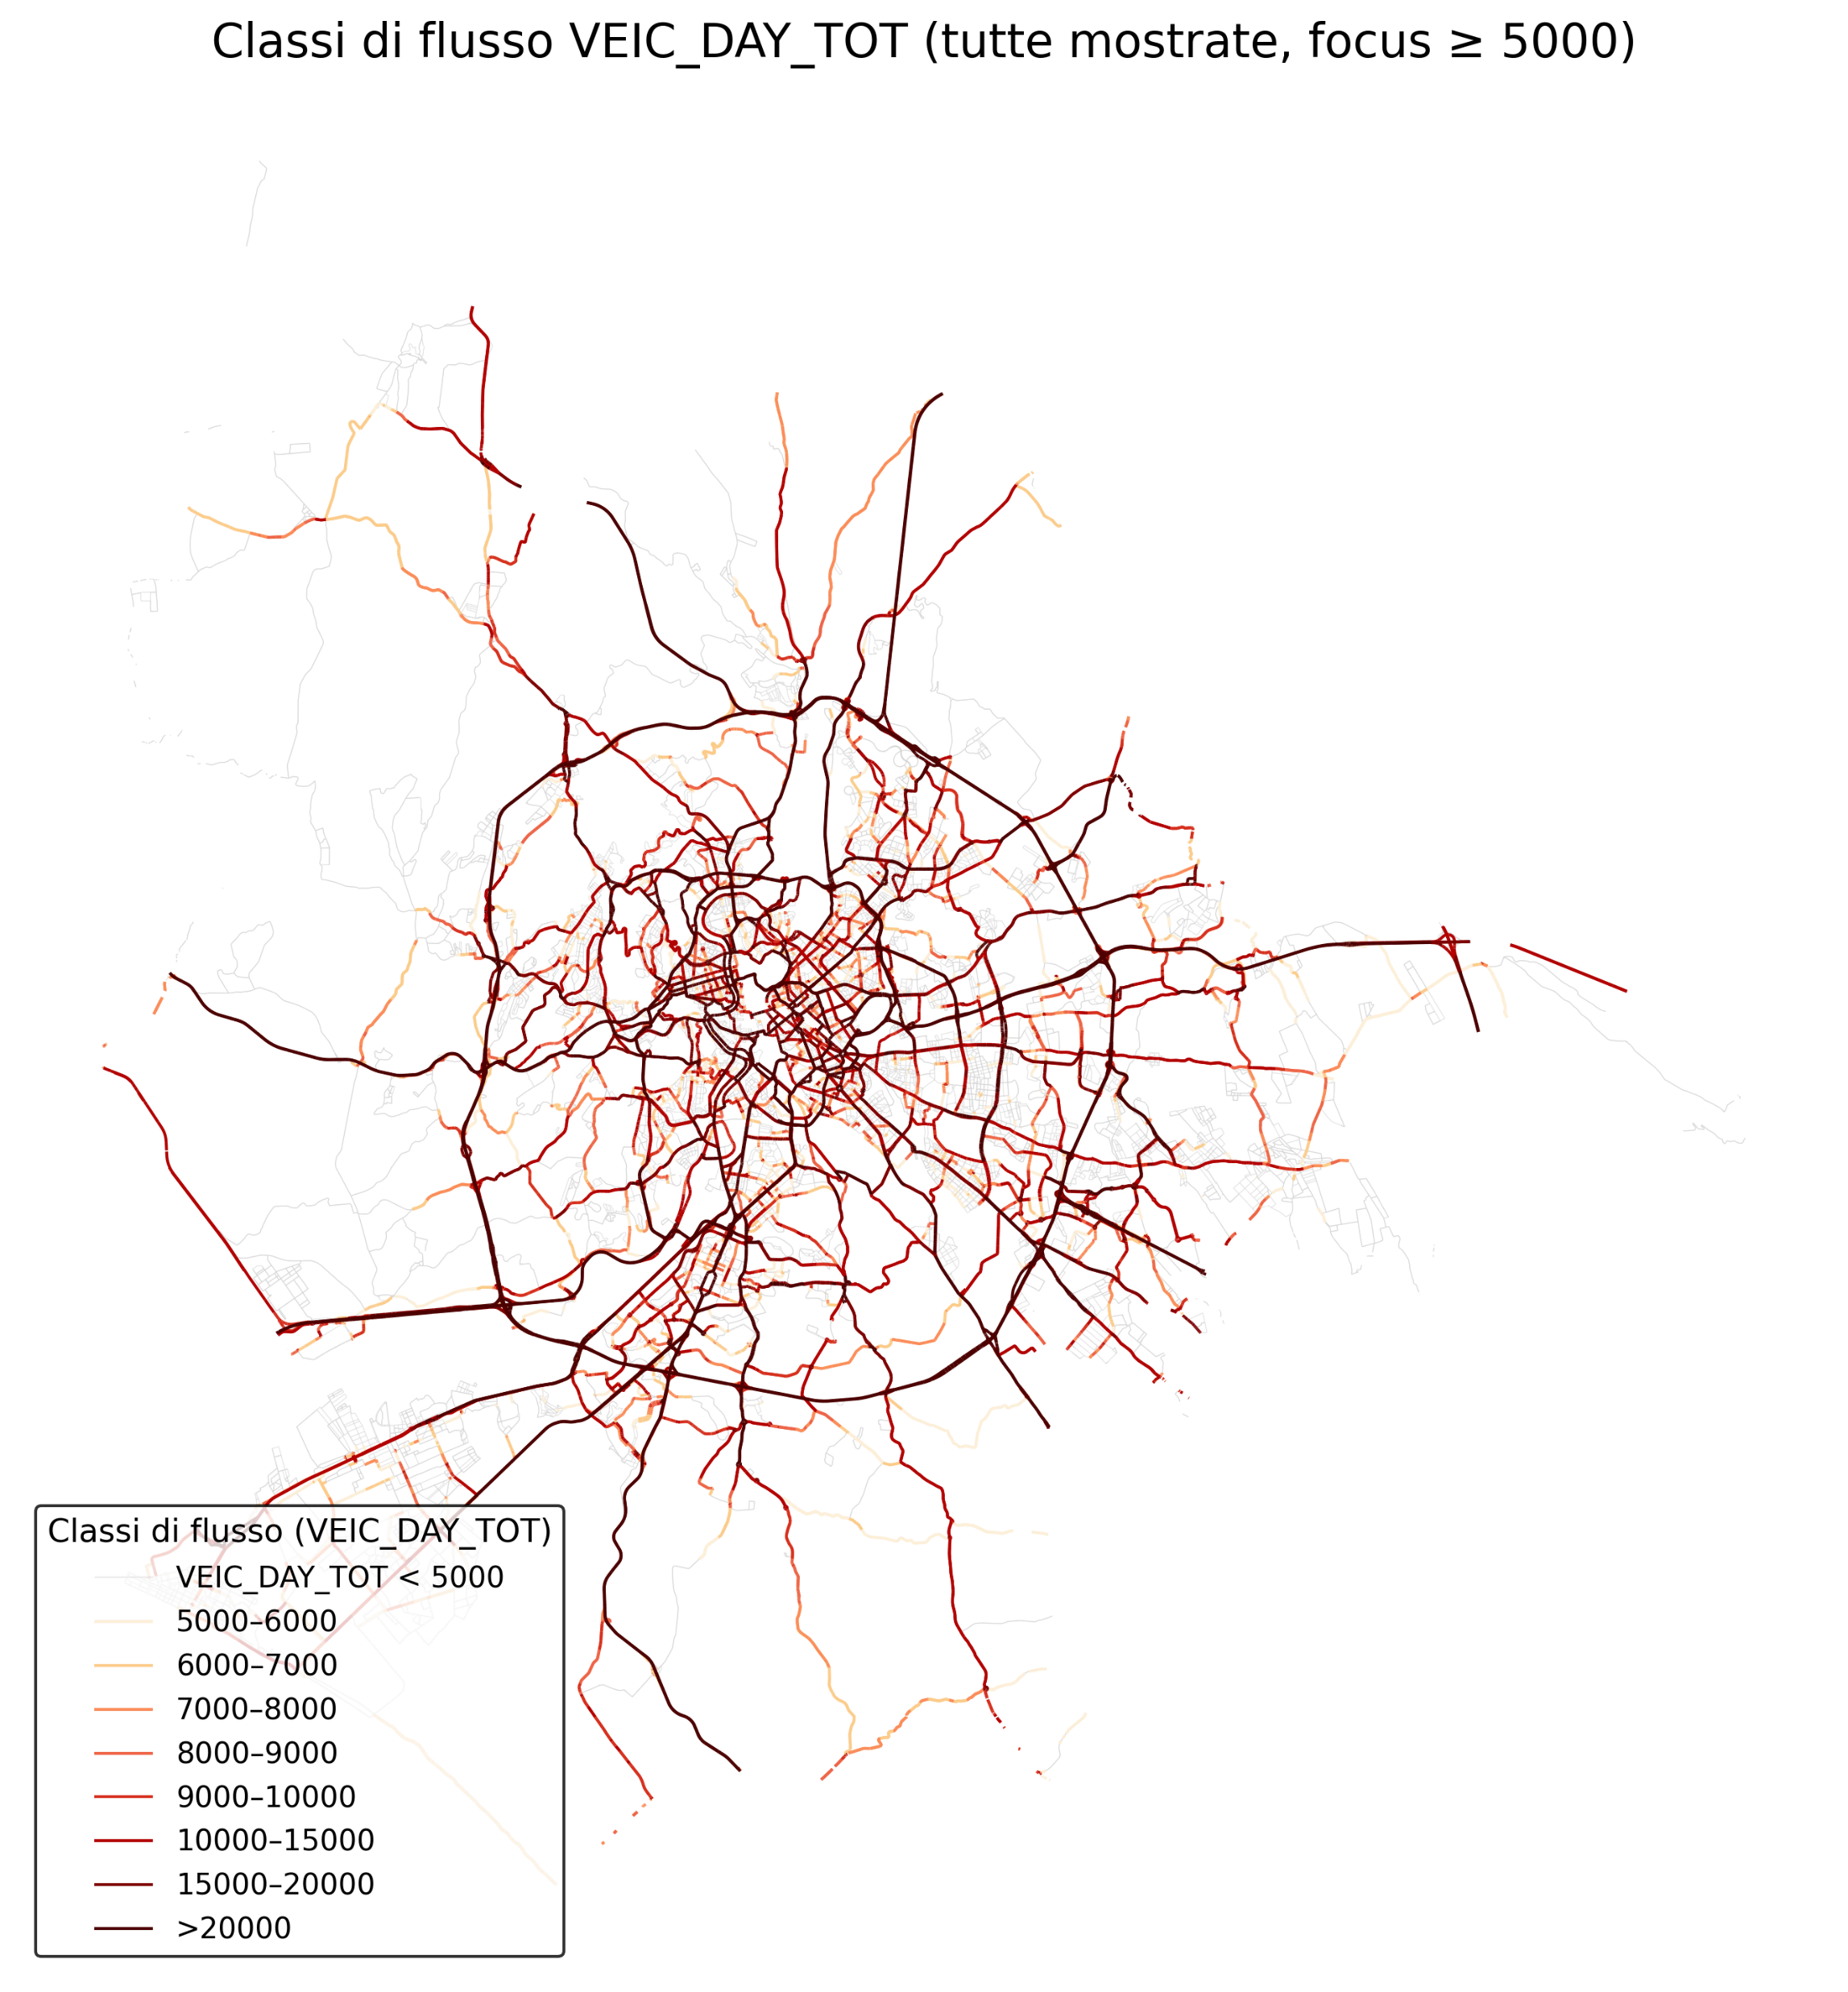 Classi di flusso VEIC_DAY_TOT (tutte mostrate, focus ≥ 5000)
Classi di flusso (VEIC_DAY_TOT)
VEIC_DAY_TOT < 5000
5000–6000
6000–7000
7000–8000
8000–9000
9000–10000
10000–15000
15000–20000
>20000